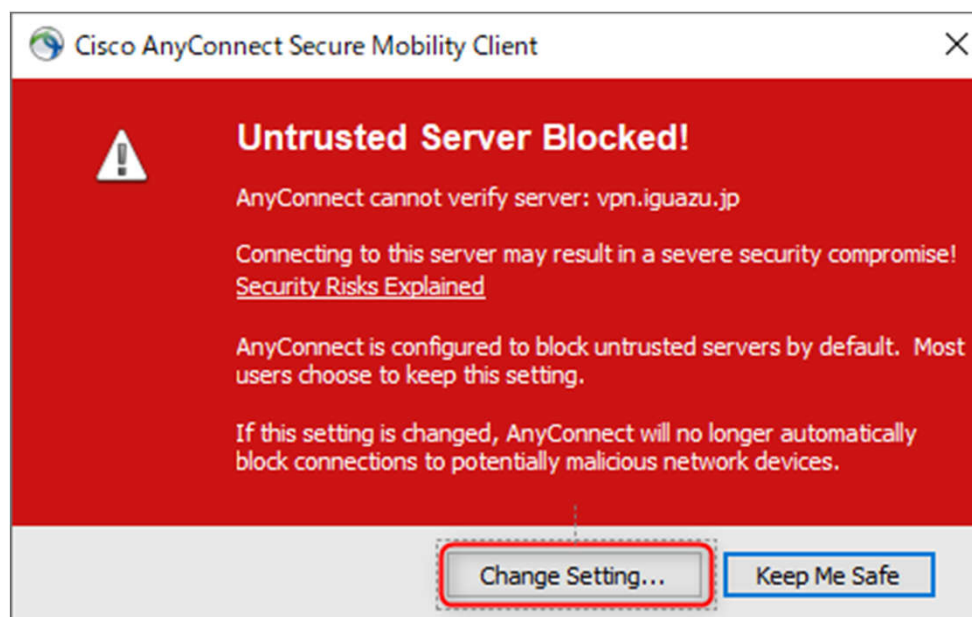 Cisco AnyConnect Secure Mobility Client
Untrusted Server Blocked!
AnyConnect cannot verify server: vpn.iguazu.jp
Connecting to this server may result in a severe security compromise!
Security Risks Explained
AnyConnect is configured to block untrusted servers by default.  Most
users choose to keep this setting.
If this setting is changed, AnyConnect will no longer automatically
block connections to potentially malicious network devices.
Change Setting...
Keep Me Safe